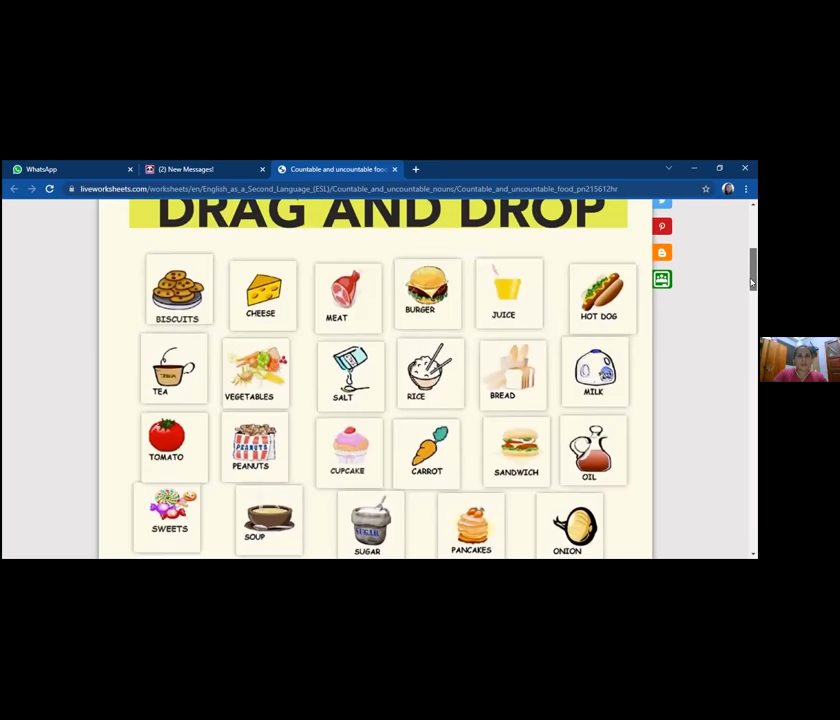 WhatsApp
(2) New Messages!
Countable and uncountable food
liveworksheets.com/worksheets/en/English_as_a_Second_Language_(ESL)/Countable_and_uncountable_nouns/Countable_and_uncountable_food_pn215612hr
DRAG AND DROP
BISCUITS
CHEESE
MEAT
BURGER
JUICE
HOT DOG
TEA
VEGETABLES
SALT
RICE
BREAD
MILK
TOMATO
PEANUTS
PEANUTS
CUPCAKE
CARROT
SANDWICH
OIL
SWEETS
SOUP
SUGAR
SUGAR
PANCAKES
ONION